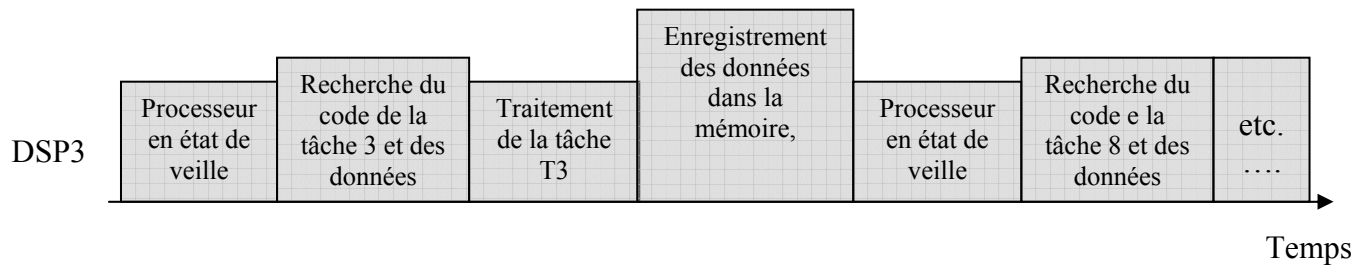 DSP3
Processeur
en état de
veille
Recherche du
code de la
tâche 3 et des
données
Traitement
de la tâche
T3
Enregistrement
des données
dans la
mémoire,
Processeur
en état de
veille
Recherche du
code e la
tâche 8 et des
données
etc.
….
Temps